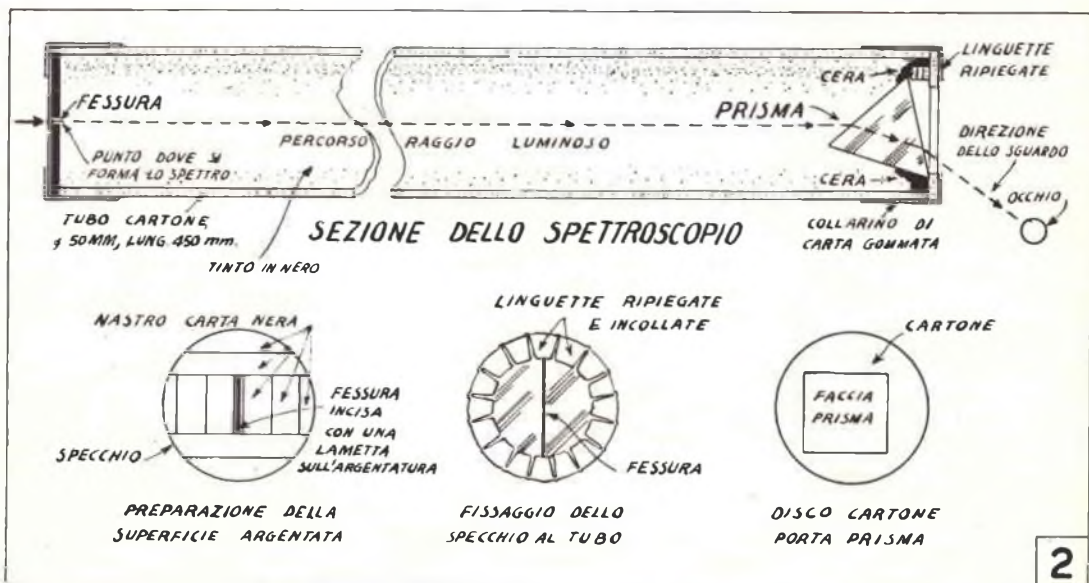 LINGUETTE
RIPIEGATE
CERA
FESSURA
PRISMA
PERCORSO RAGGIO LUMINOSO
DIREZIONE
DELLO SGUARDO
PUNTO DOVE SI
FORMA LO SPETTRO
CERA
OCCHIO
TUBO CARTONE,
φ 50MM, LUNG. 450 mm.
SEZIONE DELLO SPETTROSCOPIO
COLLARINO DI
CARTA GOMMATA
TINTO IN NERO
NASTRO CARTA NERA
FESSURA
INCISA
CON UNA
LAMETTA
SULL'ARGENTATURA
SPECCHIO
PREPARAZIONE DELLA
SUPERFICIE ARGENTATA
LINGUETTE RIPIEGATE
E INCOLLATE
FESSURA
FISSAGGIO DELLO
SPECCHIO AL TUBO
CARTONE
FACCIA
PRISMA
DISCO CARTONE
PORTA PRISMA
2